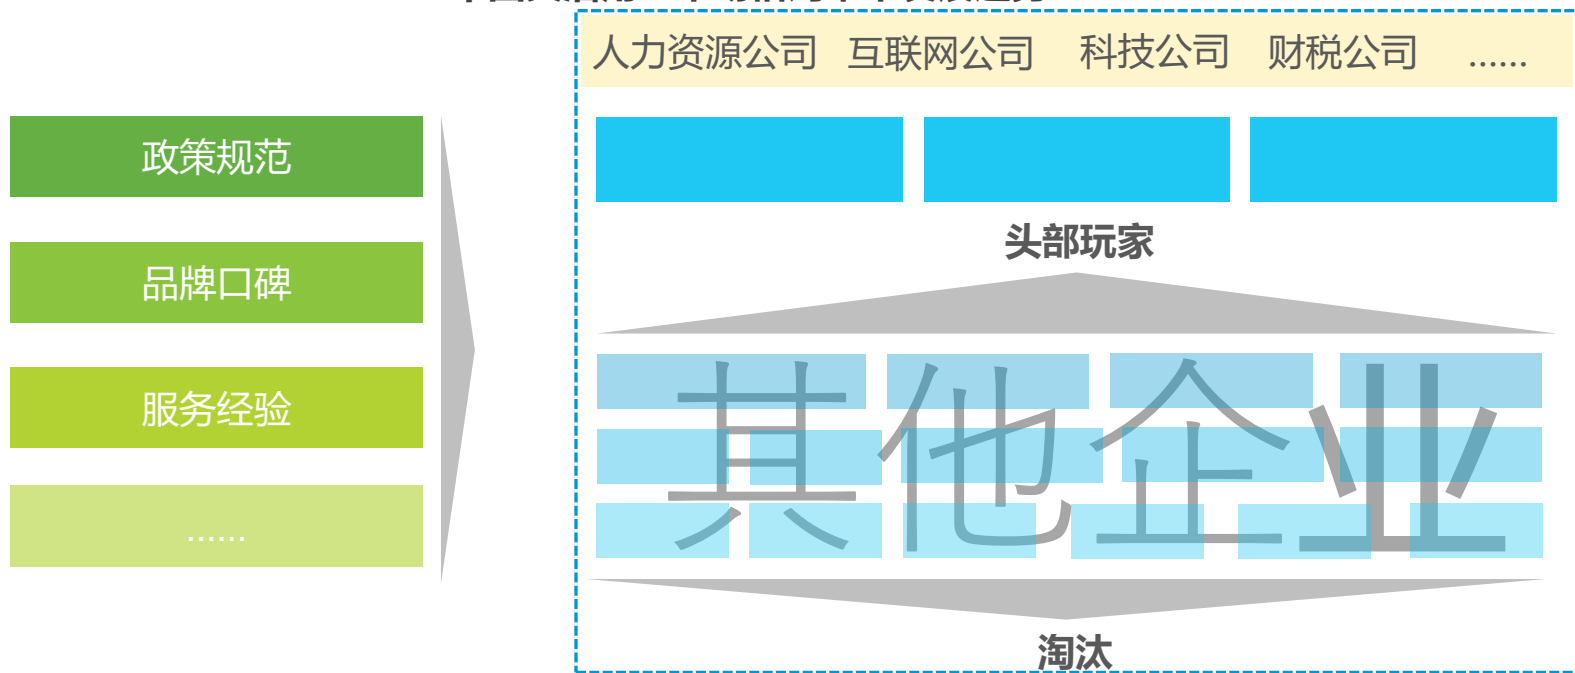 人力资源公司 互联网公司 科技公司 财税公司 ......
政策规范
品牌口碑
服务经验
......
头部玩家
其他企业
淘汰